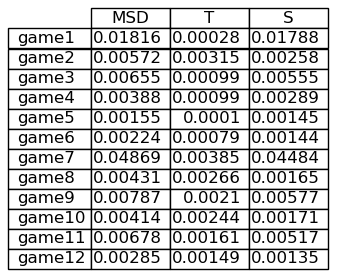 MSD T S
game1 0.01816 0.00028 0.01788
game2 0.00572 0.00315 0.00258
game3 0.00655 0.00099 0.00555
game4 0.00388 0.00099 0.00289
game5 0.00155 0.0001 0.00145
game6 0.00224 0.00079 0.00144
game7 0.04869 0.00385 0.04484
game8 0.00431 0.00266 0.00165
game9 0.00787 0.0021 0.00577
game10 0.00414 0.00244 0.00171
game11 0.00678 0.00161 0.00517
game12 0.00285 0.00149 0.00135